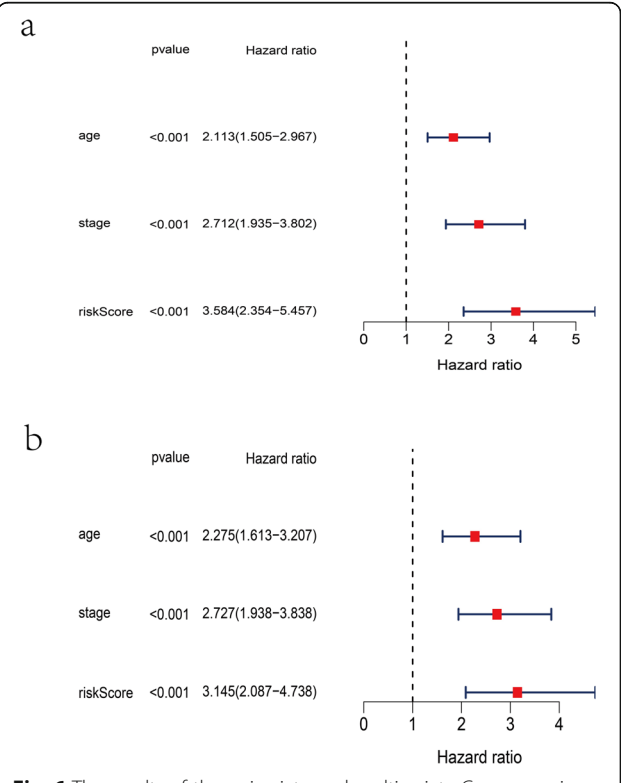 a
pvalue Hazard ratio
age <0.001 2.113(1.505−2.967)
stage <0.001 2.712(1.935−3.802)
riskScore <0.001 3.584(2.354−5.457)
0 1 2 3 4 5
Hazard ratio
b
pvalue Hazard ratio
age <0.001 2.275(1.613−3.207)
stage <0.001 2.727(1.938−3.838)
riskScore <0.001 3.145(2.087−4.738)
0 1 2 3 4
Hazard ratio